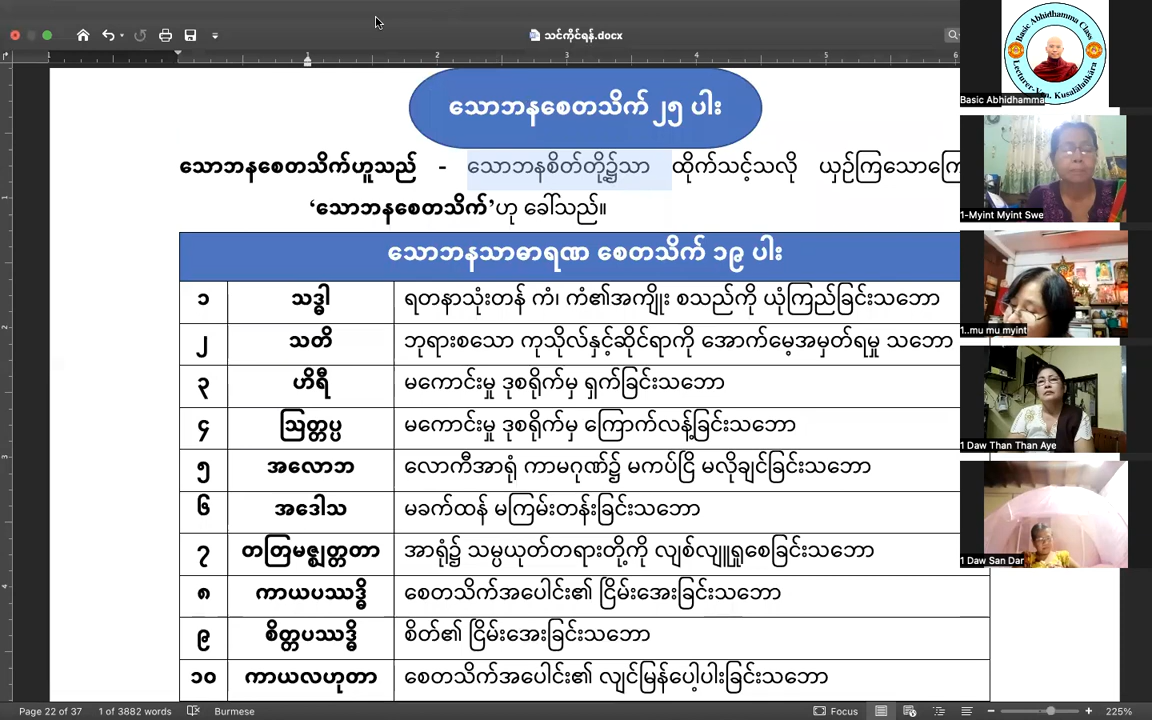 သင်ကိုင်ရန်.docx
သောဘနစေတသိက် ၂၅ ပါး
သောဘနစေတသိက်ဟူသည် - သောဘနစိတ်တို့၌သာ ထိုက်သင့်သလို ယှဉ်ကြသောကြေ
‘သောဘနစေတသိက်’ဟု ခေါ်သည်။
သောဘနသာဓာရဏ စေတသိက် ၁၉ ပါး
၁ သဒ္ဓါ ရတနာသုံးတန် ကံ၊ ကံ၏အကျိုး စသည်ကို ယုံကြည်ခြင်းသဘော
၂ သတိ ဘုရားစသော ကုသိုလ်နှင့်ဆိုင်ရာကို အောက်မေ့အမှတ်ရမှု သဘော
၃ ဟိရီ မကောင်းမှု ဒုစရိုက်မှ ရှက်ခြင်းသဘော
၄ ဩတ္တပ္ပ မကောင်းမှု ဒုစရိုက်မှ ကြောက်လန့်ခြင်းသဘော
၅ အလောဘ လောကီအာရုံ ကာမဂုဏ်၌ မကပ်ငြိ မလိုချင်ခြင်းသဘော
၆ အဒေါသ မခက်ထန် မကြမ်းတန်းခြင်းသဘော
၇ တတြမဇ္ဈတ္တတာ အာရုံ၌ သမ္ပယုတ်တရားတို့ကို လျစ်လျူရှုစေခြင်းသဘော
၈ ကာယပဿဒ္ဓိ စေတသိက်အပေါင်း၏ ငြိမ်းအေးခြင်းသဘော
၉ စိတ္တပဿဒ္ဓိ စိတ်၏ ငြိမ်းအေးခြင်းသဘော
၁၀ ကာယလဟုတာ စေတသိက်အပေါင်း၏ လျင်မြန်ပေါ့ပါးခြင်းသဘော
Page 22 of 37 1 of 3882 words Burmese Focus 225%
Basic Abhidhamma Class
Lecturer-Ven. Kusalālaṅkāra
Basic Abhidhamma
1-Myint Myint Swe
1..mu mu myint
1 Daw Than Than Aye
1 Daw San Dar